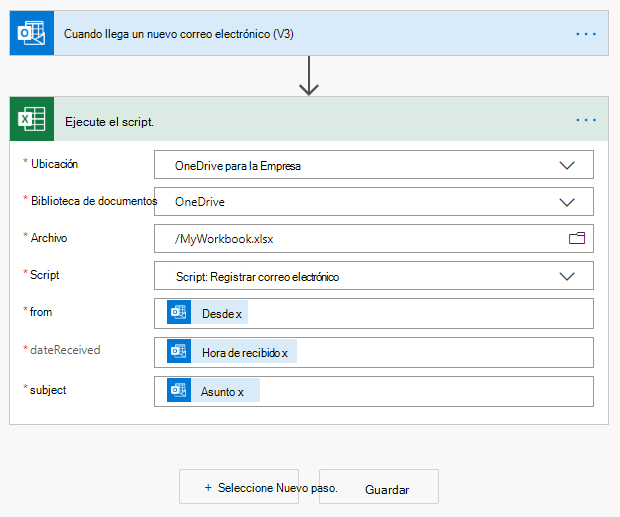 Cuando llega un nuevo correo electrónico (V3)
Ejecute el script.
* Ubicación OneDrive para la Empresa
* Biblioteca de documentos OneDrive
* Archivo /MyWorkbook.xlsx
* Script Script: Registrar correo electrónico
* from Desde x
* dateReceived Hora de recibido x
* subject Asunto x
+ Seleccione Nuevo paso. Guardar